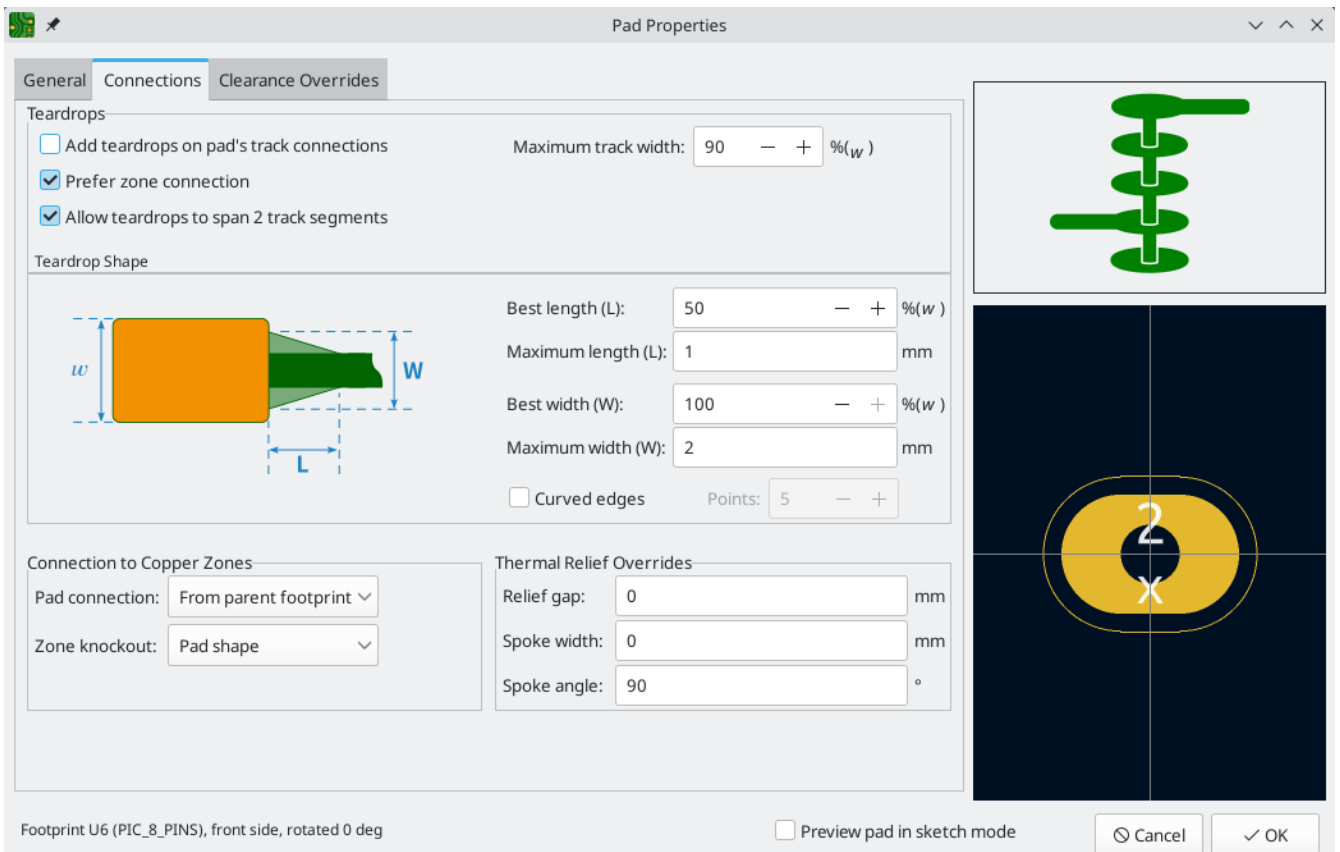 Pad Properties
General Connections Clearance Overrides
Teardrops
Add teardrops on pad's track connections
Maximum track width: 90 %(w )
Prefer zone connection
Allow teardrops to span 2 track segments
Teardrop Shape
w W L
Best length (L): 50 %(w )
Maximum length (L): 1 mm
Best width (W): 100 %(w )
Maximum width (W): 2 mm
Curved edges Points: 5
2
x
Connection to Copper Zones
Pad connection: From parent footprint
Zone knockout: Pad shape
Thermal Relief Overrides
Relief gap: 0 mm
Spoke width: 0 mm
Spoke angle: 90 °
Footprint U6 (PIC_8_PINS), front side, rotated 0 deg
Preview pad in sketch mode
Cancel
OK